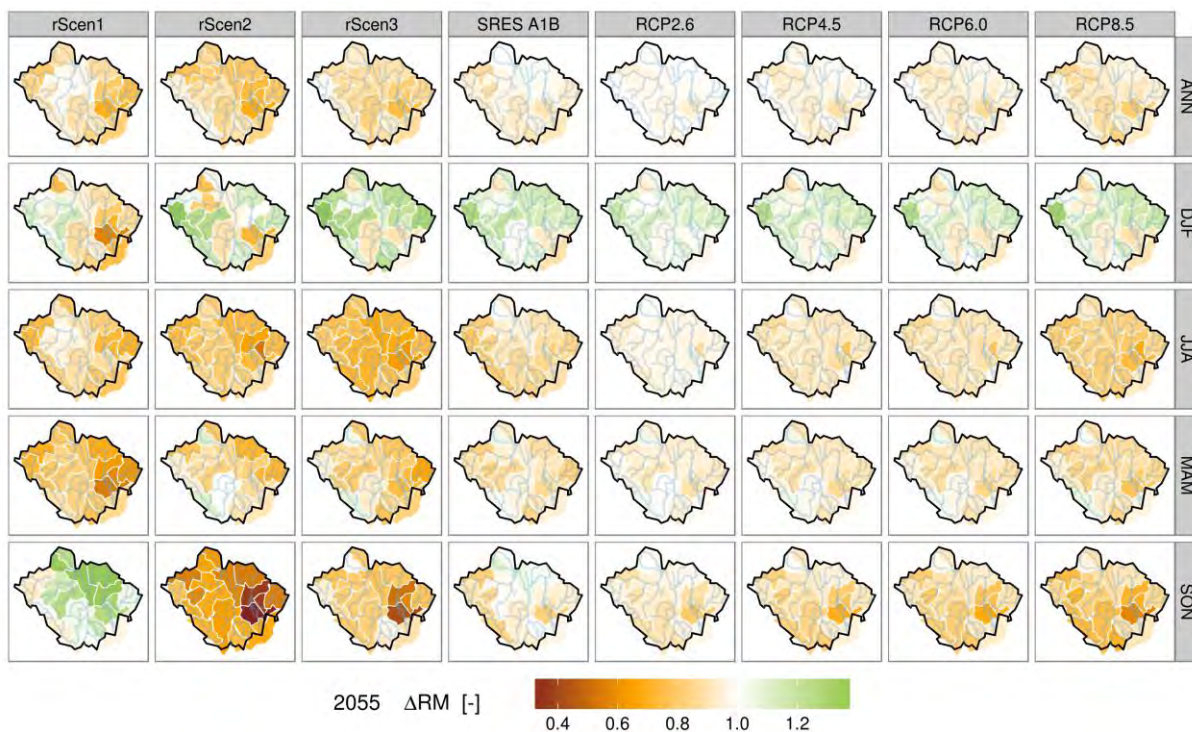 rScen1 rScen2 rScen3 SRES A1B RCP2.6 RCP4.5 RCP6.0 RCP8.5
ANN
DJF
JJA
MAM
SON
2055 ΔRM [-]
0.4 0.6 0.8 1.0 1.2